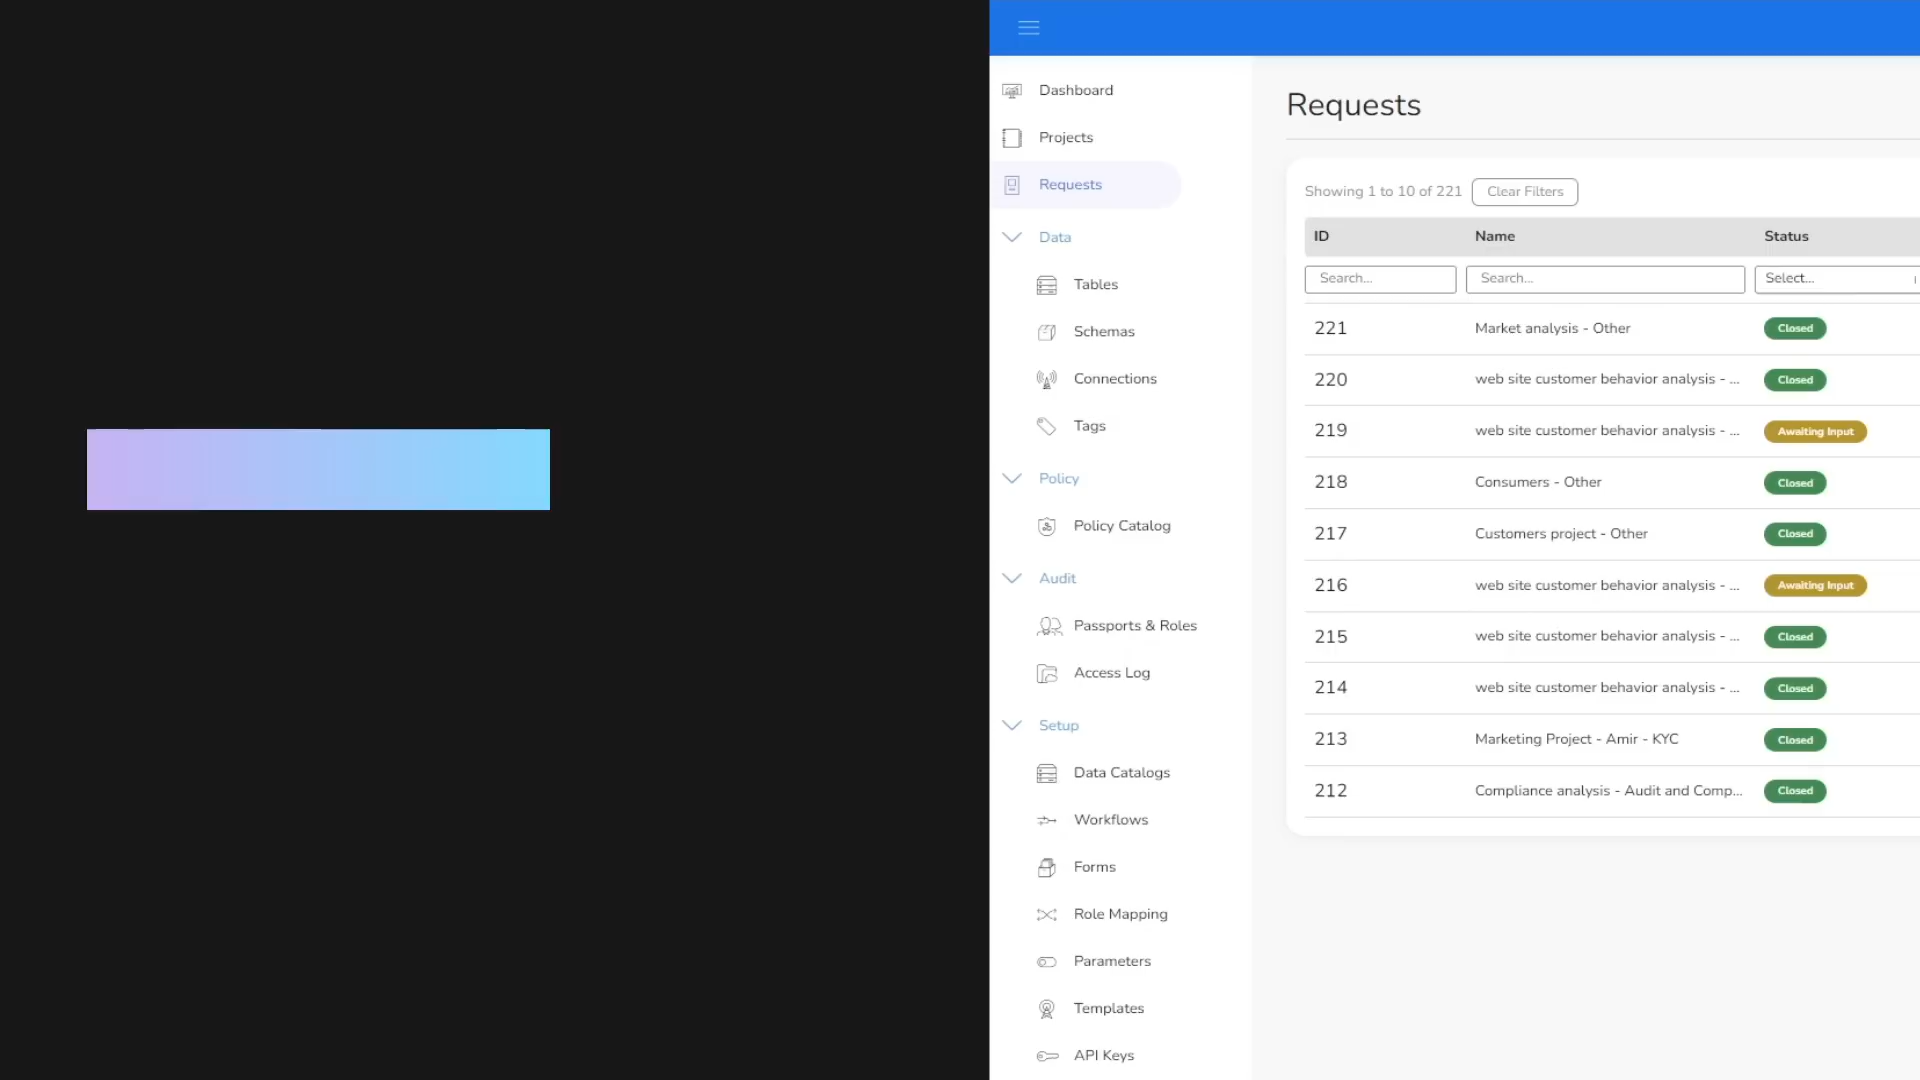 Dashboard
Projects
Requests
Data
Tables
Schemas
Connections
Tags
Policy
Policy Catalog
Audit
Passports & Roles
Access Log
Setup
Data Catalogs
Workflows
Forms
Role Mapping
Parameters
Templates
API Keys
Requests
Showing 1 to 10 of 221 Clear Filters
ID Name Status
Search... Search... Select...
221 Market analysis - Other Closed
220 web site customer behavior analysis - ... Closed
219 web site customer behavior analysis - ... Awaiting Input
218 Consumers - Other Closed
217 Customers project - Other Closed
216 web site customer behavior analysis - ... Awaiting Input
215 web site customer behavior analysis - ... Closed
214 web site customer behavior analysis - ... Closed
213 Marketing Project - Amir - KYC Closed
212 Compliance analysis - Audit and Comp... Closed